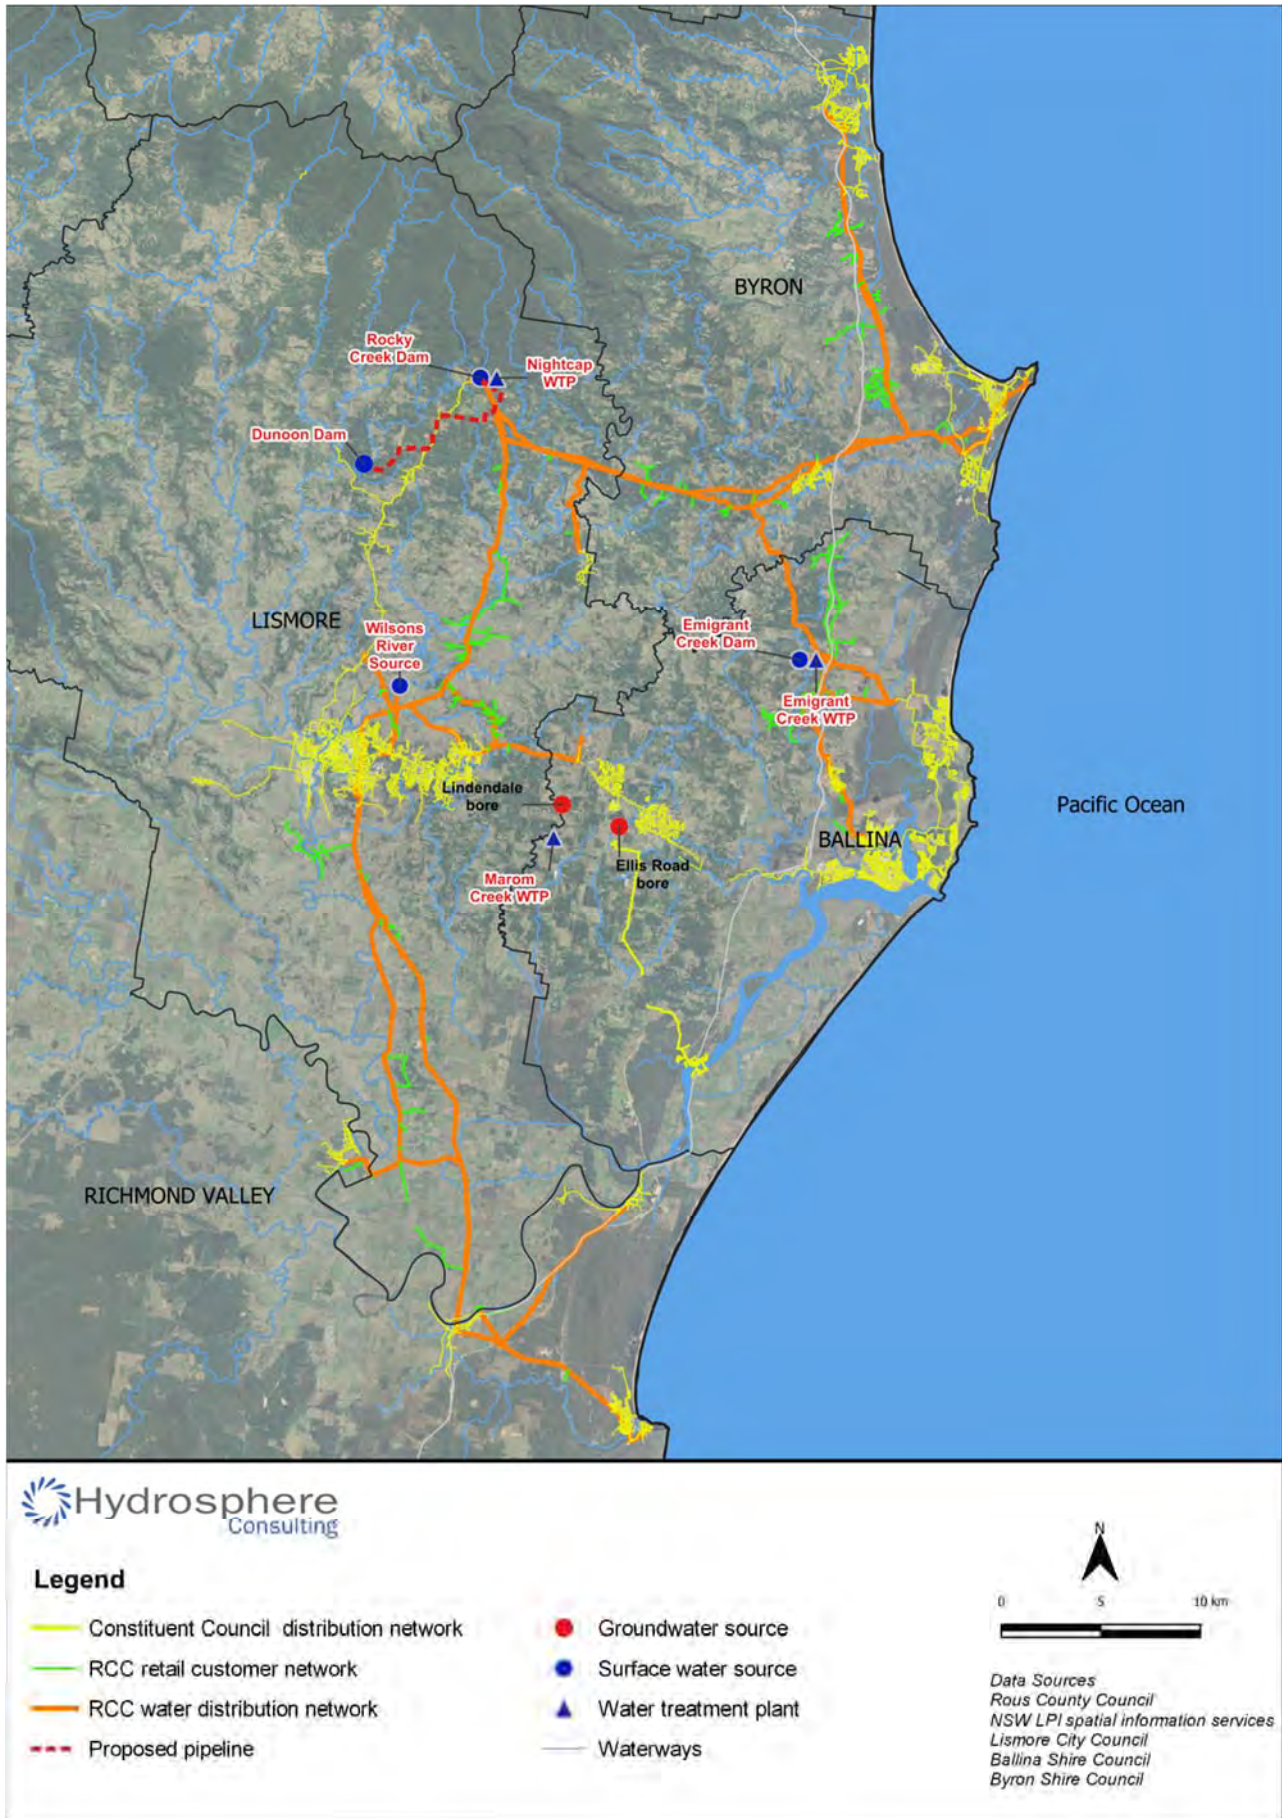 BYRON
Rocky
Creek Dam
Nightcap
WTP
Dunoon Dam
LISMORE
Wilsons
River
Source
Emigrant
Creek Dam
Emigrant
Creek WTP
Lindendale
bore
Pacific Ocean
BALLINA
Ellis Road
bore
Marom
Creek WTP
RICHMOND VALLEY
Hydrosphere
Consulting
Legend
Constituent Council distribution network
RCC retail customer network
RCC water distribution network
Proposed pipeline
Groundwater source
Surface water source
Water treatment plant
Waterways
N
0 5 10 km
Data Sources
Rous County Council
NSW LPI spatial information services
Lismore City Council
Ballina Shire Council
Byron Shire Council